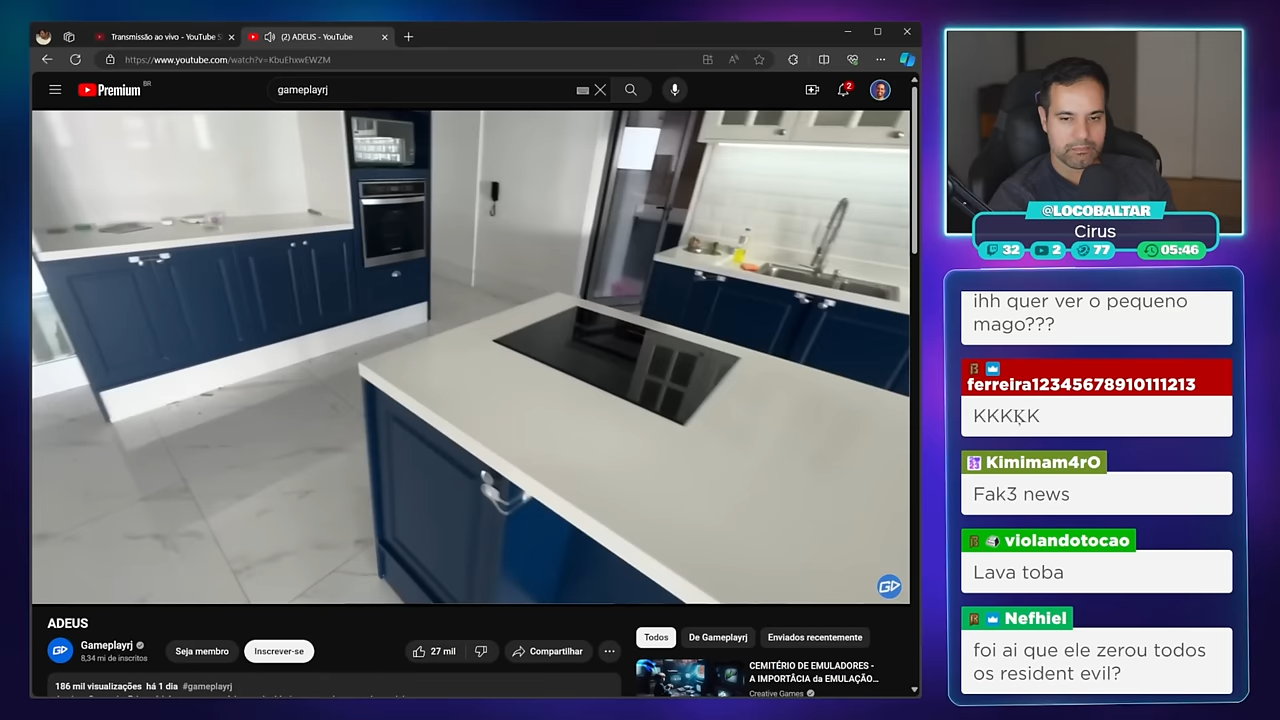 Transmissão ao vivo - YouTube S
(2) ADEUS - YouTube
https://www.youtube.com/watch?v=KbuEhxwEWZM
Premium BR
gameplayrj
2
ADEUS
Gameplayrj
8,34 mi de inscritos
Seja membro
Inscrever-se
27 mil
Compartilhar
186 mil visualizações há 1 dia #gameplayrj
Todos
De Gameplayrj
Enviados recentemente
CEMITÉRIO DE EMULADORES -
A IMPORTÂCIA da EMULAÇÃO...
Creative Games
@LOCOBALTAR
Cirus
32
2
77
05:46
ihh quer ver o pequeno
mago???
ferreira12345678910111213
KKKKK
Kimimam4rO
Fak3 news
violandotocao
Lava toba
Nefhiel
foi ai que ele zerou todos
os resident evil?